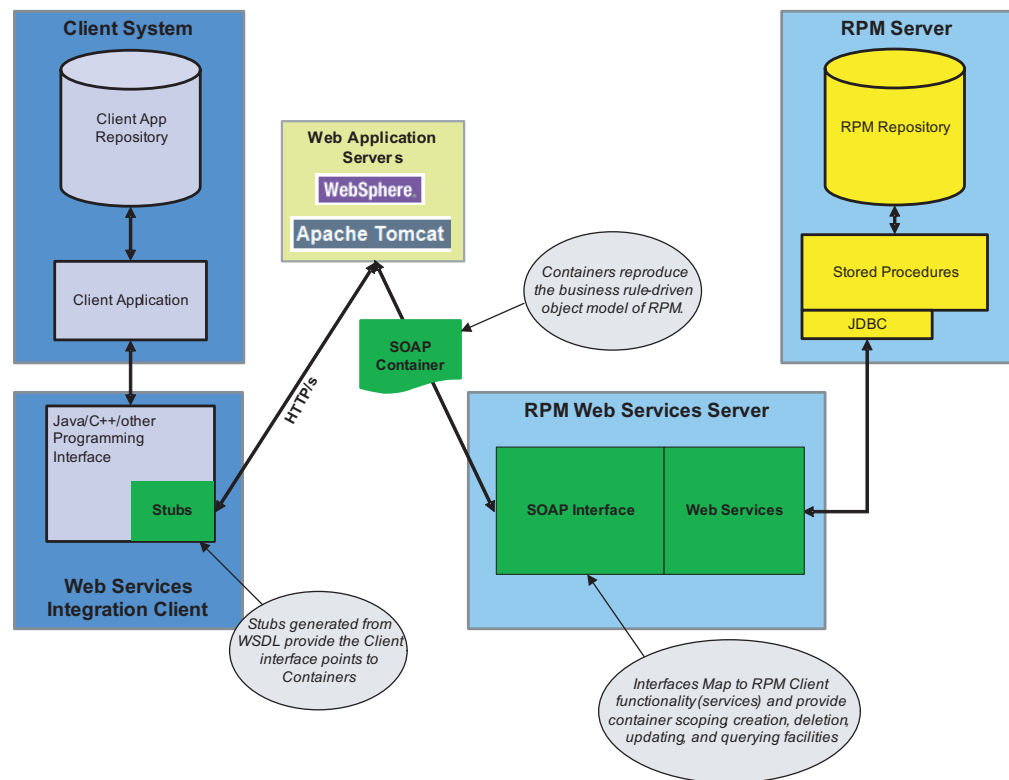 Client System
Client App
Repository
Client Application
Java/C++/other
Programming
Interface
Stubs
Web Services
Integration Client
Stubs generated from
WSDL provide the Client
interface points to
Containers
Web Application
Servers
WebSphere®
Apache Tomcat
HTTP/s
SOAP
Container
Containers reproduce
the business rule-driven
object model of RPM.
RPM Server
RPM Repository
Stored Procedures
JDBC
RPM Web Services Server
SOAP Interface
Web Services
Interfaces Map to RPM Client
functionality(services) and provide
container scoping creation, deletion,
updating, and querying facilities